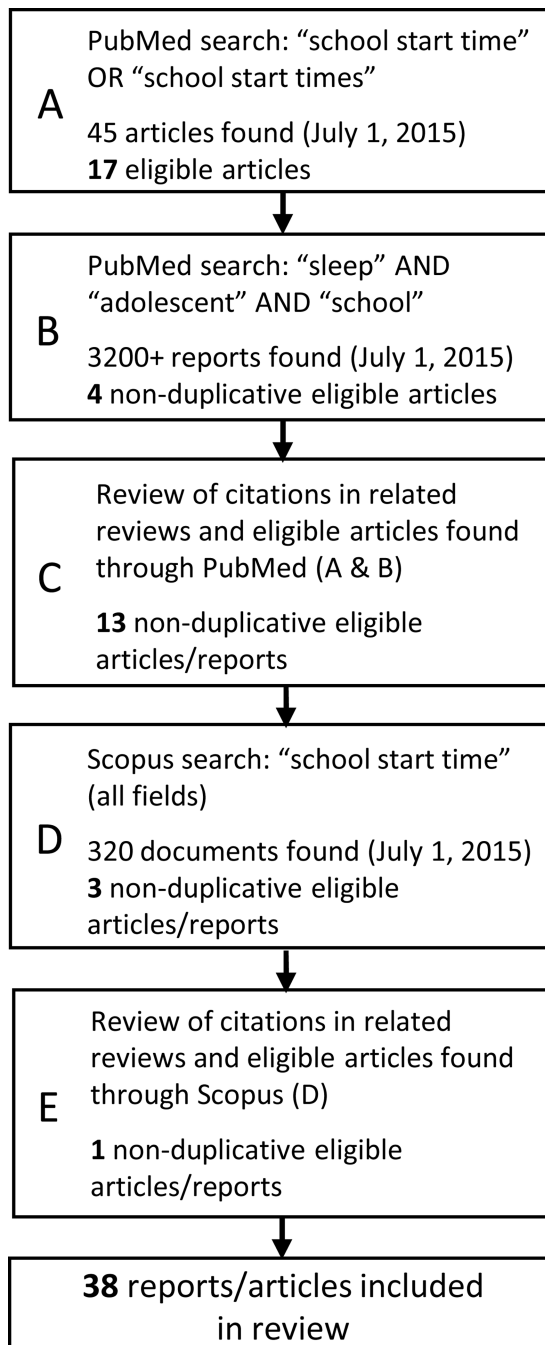 PubMed search: “school start time”
OR “school start times”
A
45 articles found (July 1, 2015)
17 eligible articles
PubMed search: “sleep” AND
“adolescent” AND “school”
B
3200+ reports found (July 1, 2015)
4 non-duplicative eligible articles
Review of citations in related
reviews and eligible articles found
through PubMed (A & B)
C
13 non-duplicative eligible
articles/reports
Scopus search: “school start time”
(all fields)
D
320 documents found (July 1, 2015)
3 non-duplicative eligible
articles/reports
Review of citations in related
reviews and eligible articles found
through Scopus (D)
E
1 non-duplicative eligible
articles/reports
38 reports/articles included
in review